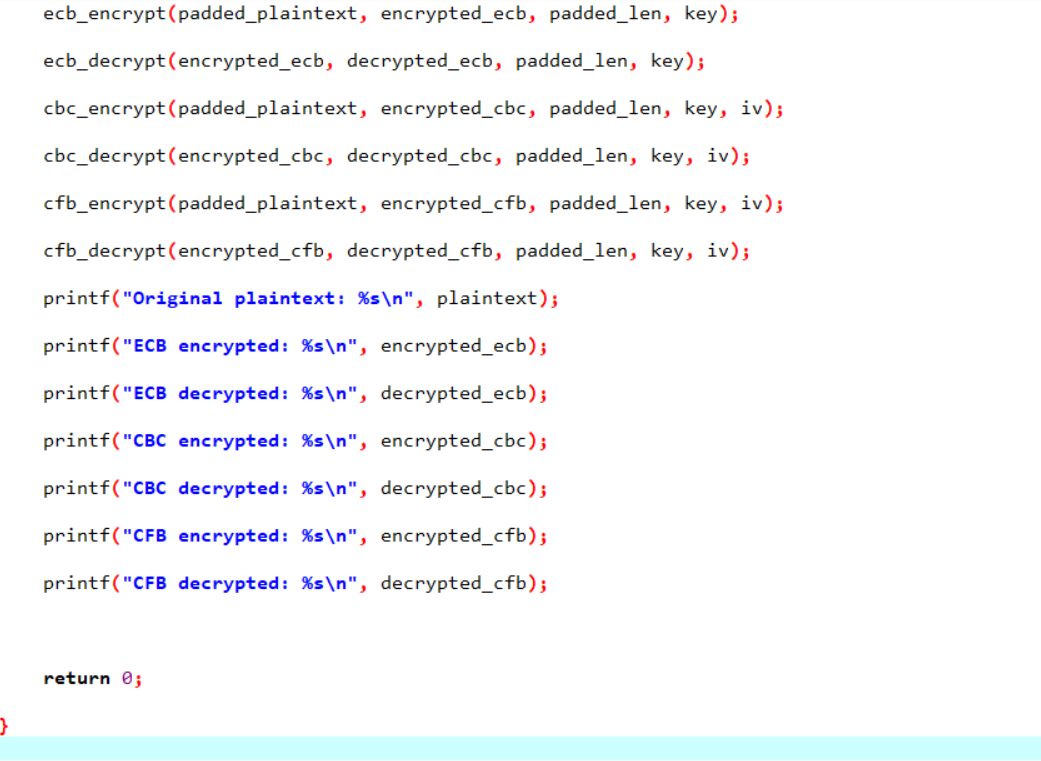 ecb_encrypt(padded_plaintext, encrypted_ecb, padded_len, key);
ecb_decrypt(encrypted_ecb, decrypted_ecb, padded_len, key);
cbc_encrypt(padded_plaintext, encrypted_cbc, padded_len, key, iv);
cbc_decrypt(encrypted_cbc, decrypted_cbc, padded_len, key, iv);
cfb_encrypt(padded_plaintext, encrypted_cfb, padded_len, key, iv);
cfb_decrypt(encrypted_cfb, decrypted_cfb, padded_len, key, iv);
printf("Original plaintext: %s\n", plaintext);
printf("ECB encrypted: %s\n", encrypted_ecb);
printf("ECB decrypted: %s\n", decrypted_ecb);
printf("CBC encrypted: %s\n", encrypted_cbc);
printf("CBC decrypted: %s\n", decrypted_cbc);
printf("CFB encrypted: %s\n", encrypted_cfb);
printf("CFB decrypted: %s\n", decrypted_cfb);
return 0;
}